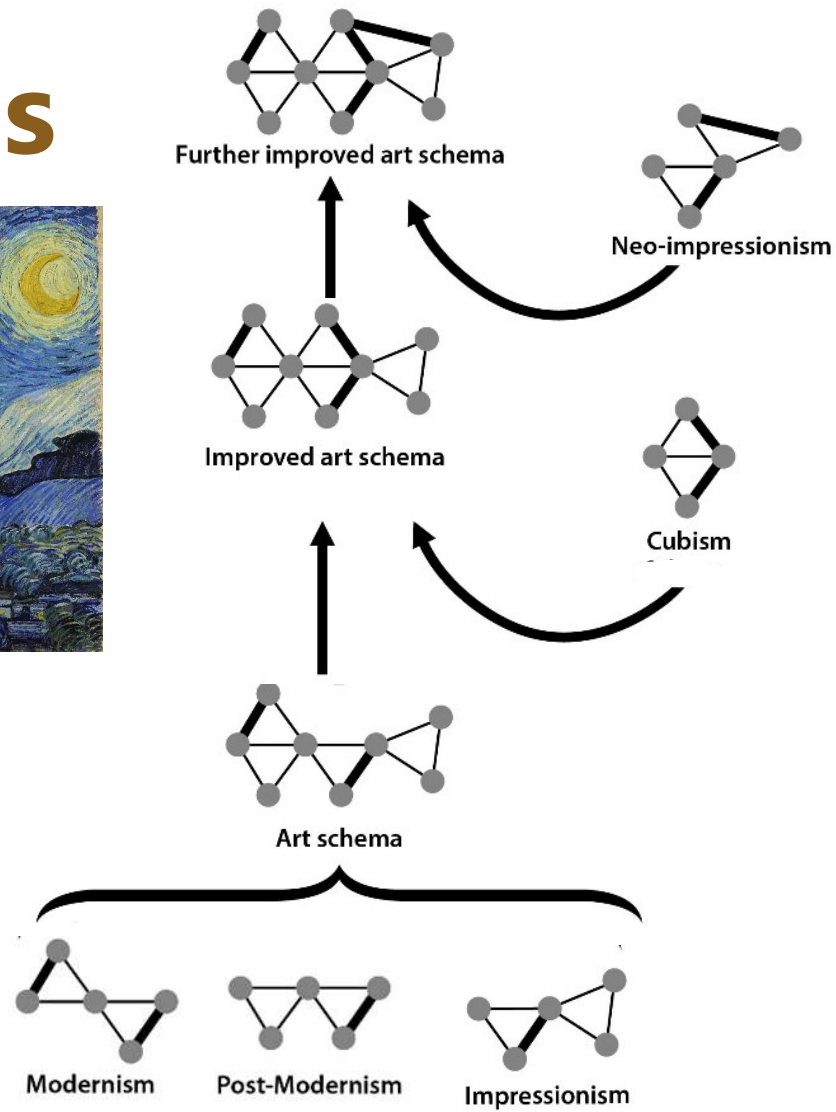 s
Further improved art schema
Neo-impressionism
Improved art schema
Cubism
Art schema
Modernism
Post-Modernism
Impressionism